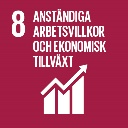 8 ANSTÄNDIGA
ARBETSVILLKOR
OCH EKONOMISK
TILLVÄXT